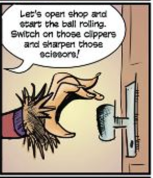 Let's open shop and
start the ball rolling.
Switch on those clippers
and sharpen those
scissors!